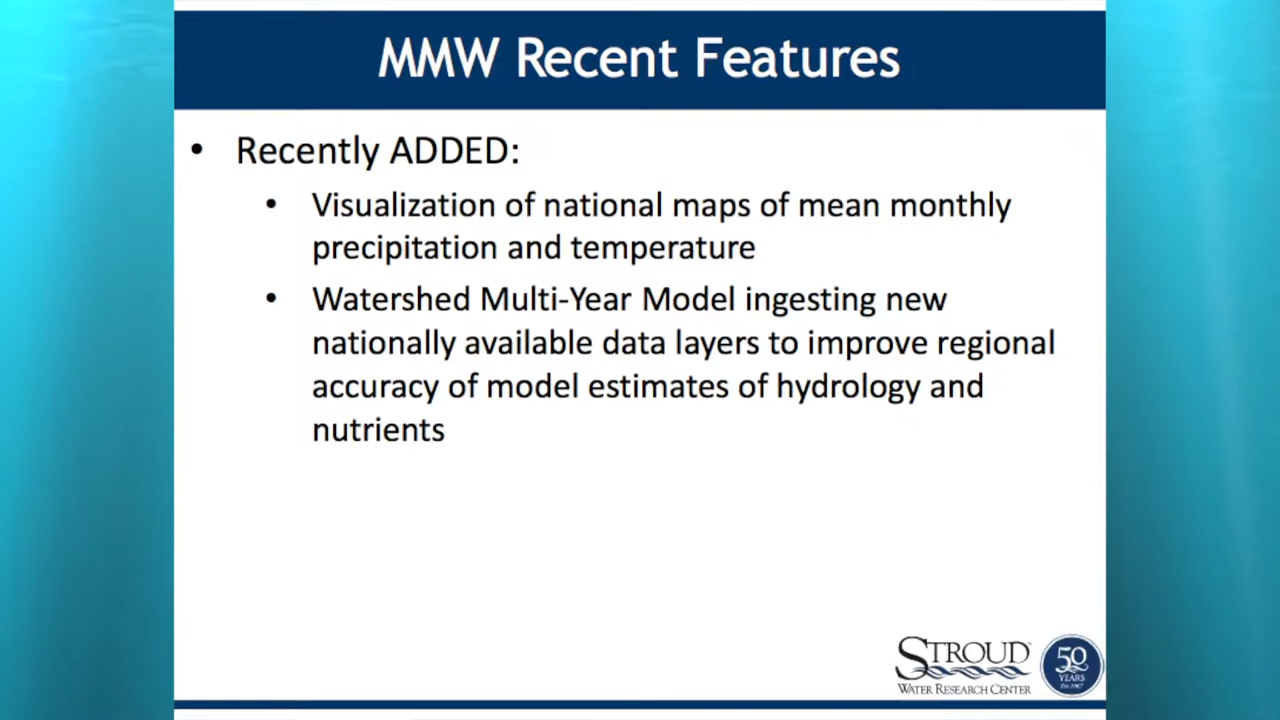 MMW Recent Features
• Recently ADDED:
• Visualization of national maps of mean monthly
precipitation and temperature
• Watershed Multi-Year Model ingesting new
nationally available data layers to improve regional
accuracy of model estimates of hydrology and
nutrients
STROUD
WATER RESEARCH CENTER
50
YEARS
Est. 1967